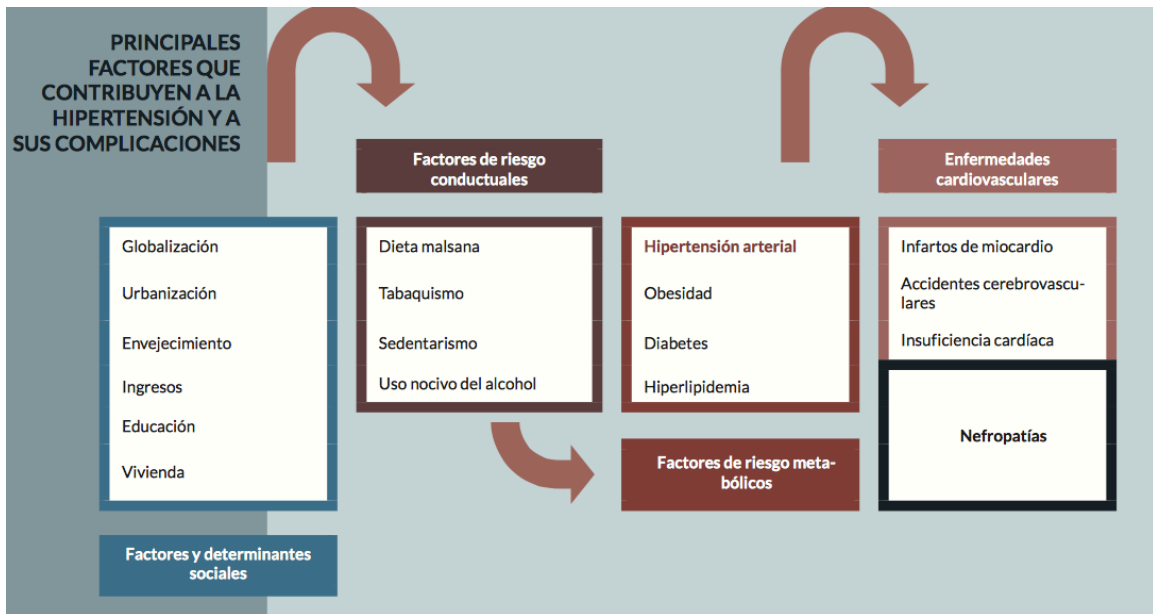 PRINCIPALES
FACTORES QUE
CONTRIBUYEN A LA
HIPERTENSIÓN Y A
SUS COMPLICACIONES
Globalización
Urbanización
Envejecimiento
Ingresos
Educación
Vivienda
Factores y determinantes
sociales
Factores de riesgo
conductuales
Dieta malsana
Tabaquismo
Sedentarismo
Uso nocivo del alcohol
Hipertensión arterial
Obesidad
Diabetes
Hiperlipidemia
Factores de riesgo meta-
bólicos
Enfermedades
cardiovasculares
Infartos de miocardio
Accidentes cerebrovascu-
lares
Insuficiencia cardíaca
Nefropatías